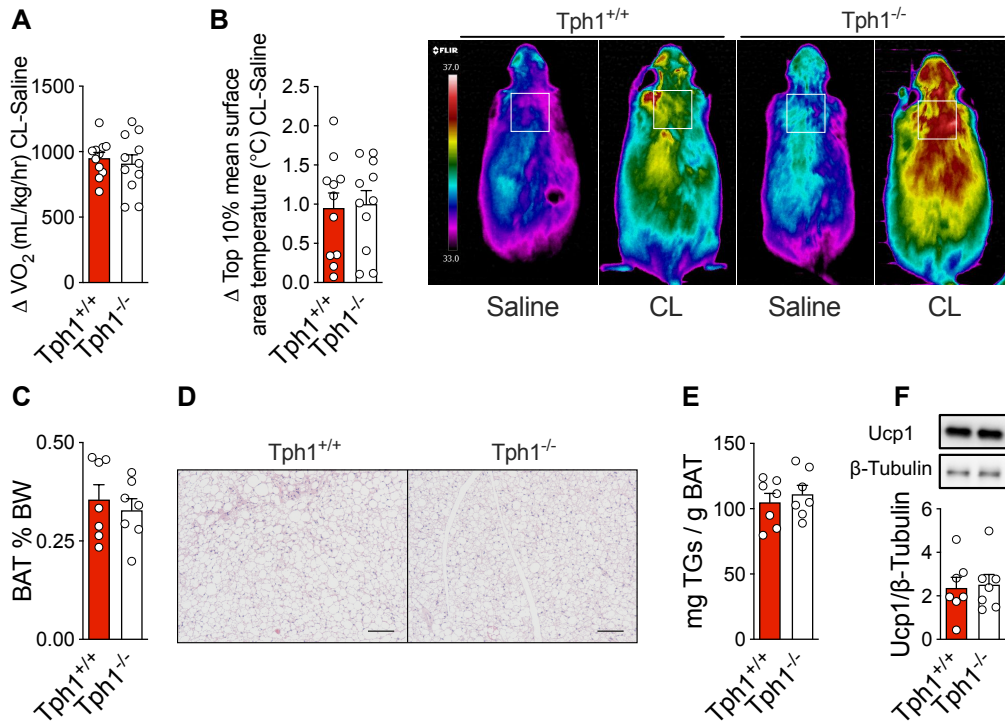 A
Δ VO₂ (mL/kg/hr) CL-Saline
1500
1000
500
0
Tph1⁺/⁺
Tph1⁻/⁻
B
Δ Top 10% mean surface
area temperature (°C) CL-Saline
2.5
2.0
1.5
1.0
0.5
0.0
Tph1⁺/⁺
Tph1⁻/⁻
Tph1⁺/⁺
Tph1⁻/⁻
FLIR
37.0
33.0
Saline
CL
Saline
CL
C
BAT % BW
0.50
0.25
0.00
Tph1⁺/⁺
Tph1⁻/⁻
D
Tph1⁺/⁺
Tph1⁻/⁻
E
mg TGs / g BAT
150
100
50
0
Tph1⁺/⁺
Tph1⁻/⁻
F
Ucp1
β-Tubulin
Ucp1/β-Tubulin
6
4
2
0
Tph1⁺/⁺
Tph1⁻/⁻